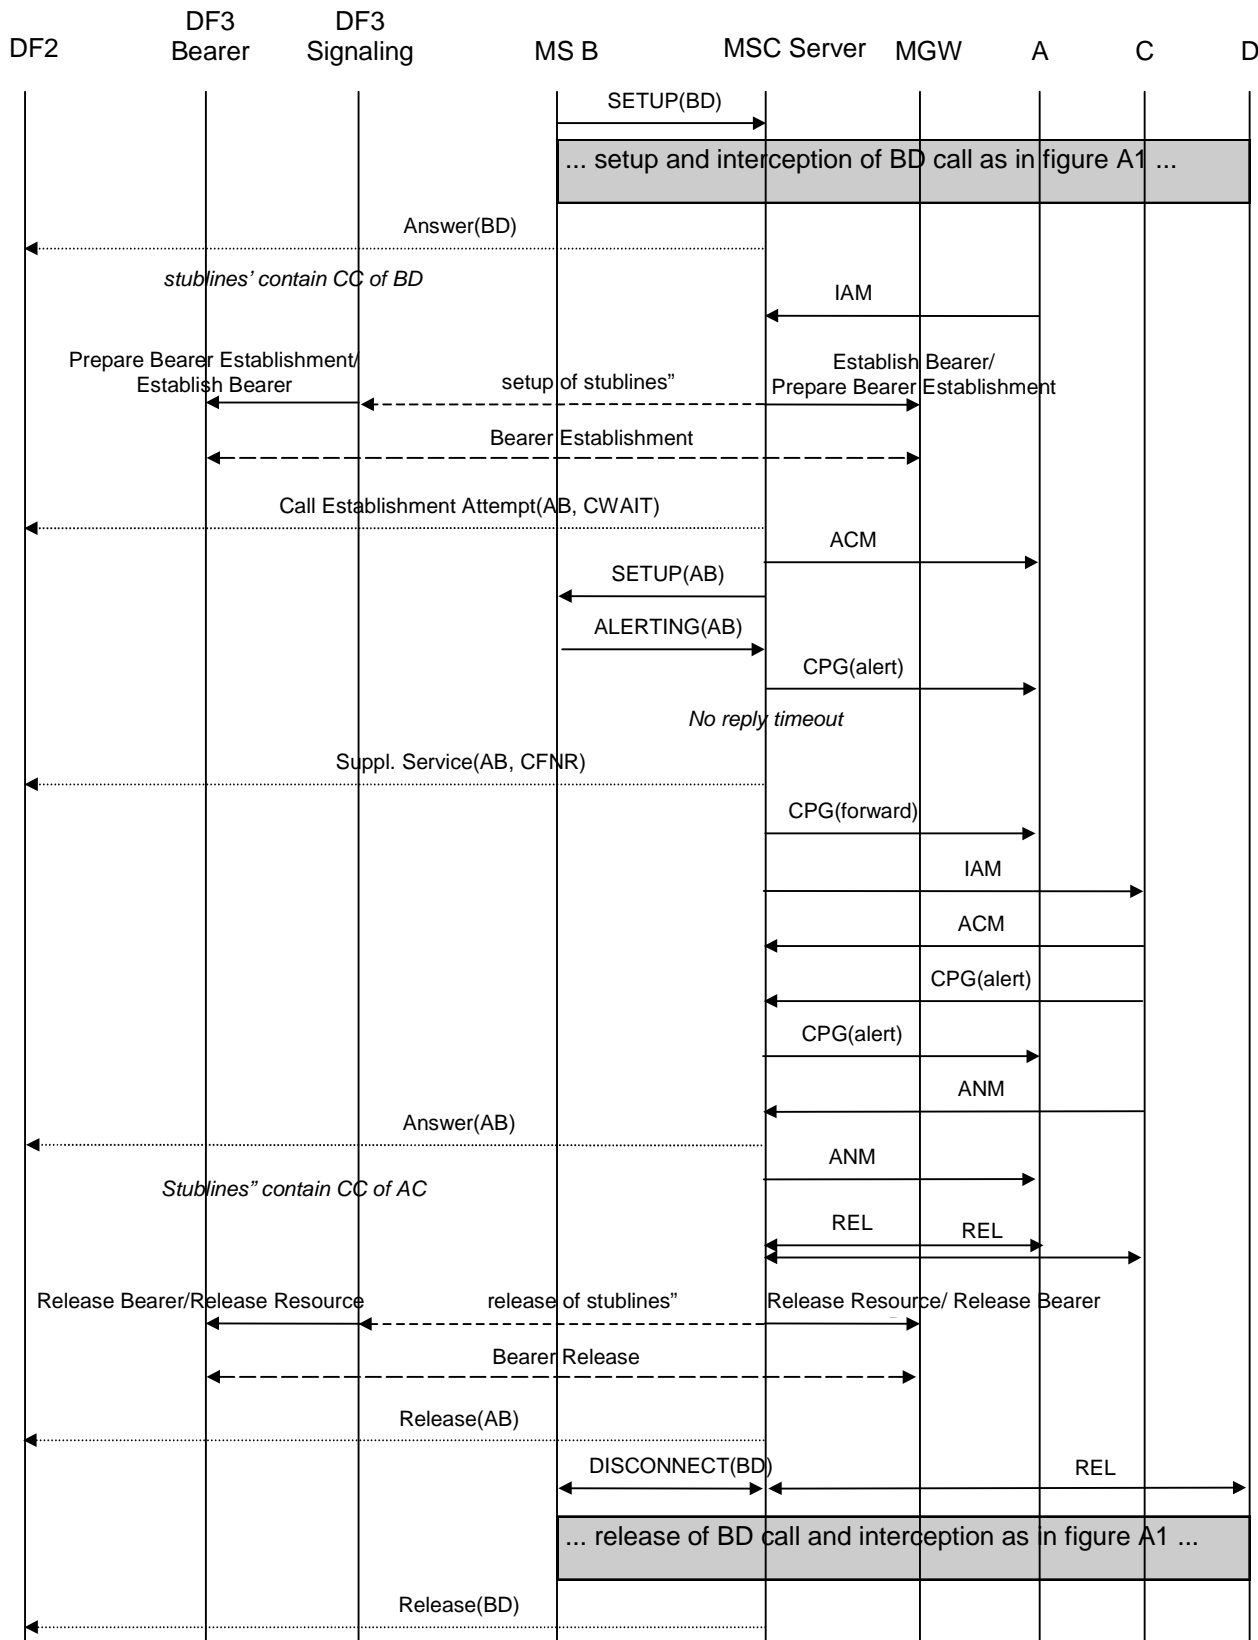 DF2
DF3
Bearer
DF3
Signaling
MS B
MSC Server
MGW
A
C
D
SETUP(BD)
... setup and interception of BD call as in figure A1 ...
Answer(BD)
stublines’ contain CC of BD
IAM
Prepare Bearer Establishment/
Establish Bearer
setup of stublines”
Establish Bearer/
Prepare Bearer Establishment
Bearer Establishment
Call Establishment Attempt(AB, CWAIT)
ACM
SETUP(AB)
ALERTING(AB)
CPG(alert)
No reply timeout
Suppl. Service(AB, CFNR)
CPG(forward)
IAM
ACM
CPG(alert)
CPG(alert)
ANM
Answer(AB)
ANM
Stublines” contain CC of AC
REL
REL
Release Bearer/Release Resource
release of stublines”
Release Resource/ Release Bearer
Bearer Release
Release(AB)
DISCONNECT(BD)
REL
... release of BD call and interception as in figure A1 ...
Release(BD)